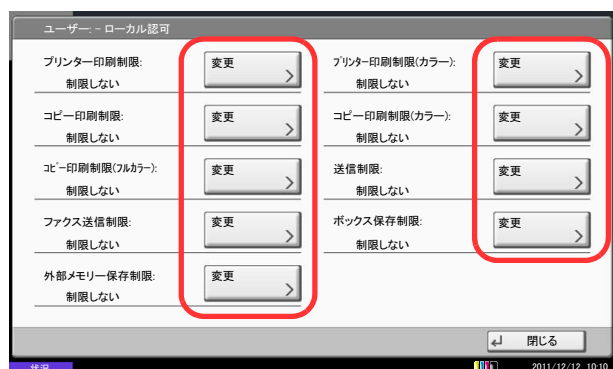 ユーザー: - ローカル認可
プリンター印刷制限:
制限しない
変更
プリンター印刷制限(カラー):
制限しない
変更
コピー印刷制限:
制限しない
変更
コピー印刷制限(カラー):
制限しない
変更
コピー印刷制限(フルカラー):
制限しない
変更
送信制限:
制限しない
変更
ファクス送信制限:
制限しない
変更
ボックス保存制限:
制限しない
変更
外部メモリー保存制限:
制限しない
変更
閉じる
状況
2011/12/12 10:10